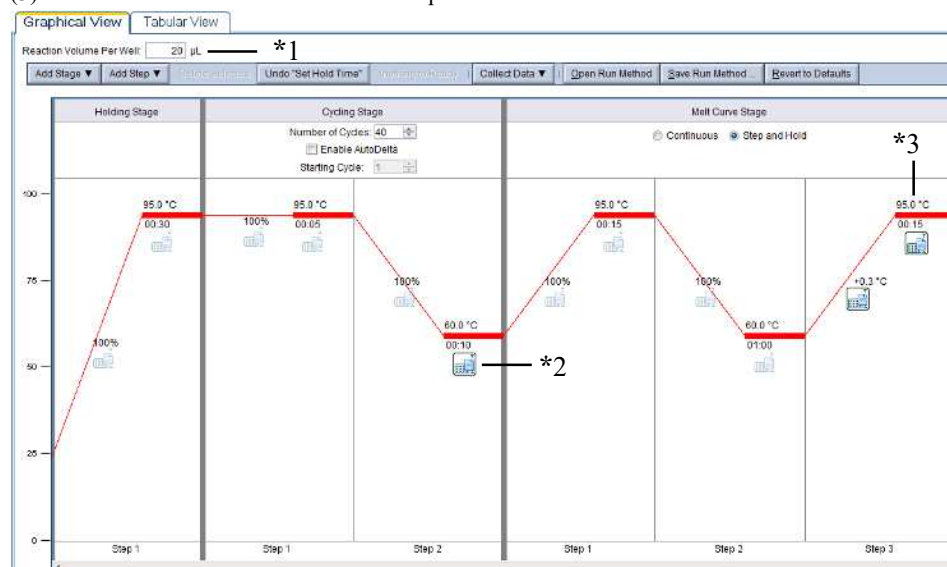 Graphical View Tabular View
Reaction Volume Per Well: 20 µL *1
Add Stage ▼ Add Step ▼ Undo "Set Hold Time" Collect Data ▼ Open Run Method Save Run Method... Revert to Defaults
Holding Stage Cycling Stage Melt Curve Stage
Number of Cycles: 40 Continuous Step and Hold
Enable AutoDelta *3
Starting Cycle: 1
100
95.0 °C 95.0 °C 95.0 °C 95.0 °C
00:30 100% 00:05 00:15 00:15
75 100% 100% 100% +0.3 °C
60.0 °C 60.0 °C
100% 00:10 01:00
50 *2
25
0
Step 1 Step 1 Step 2 Step 1 Step 2 Step 3